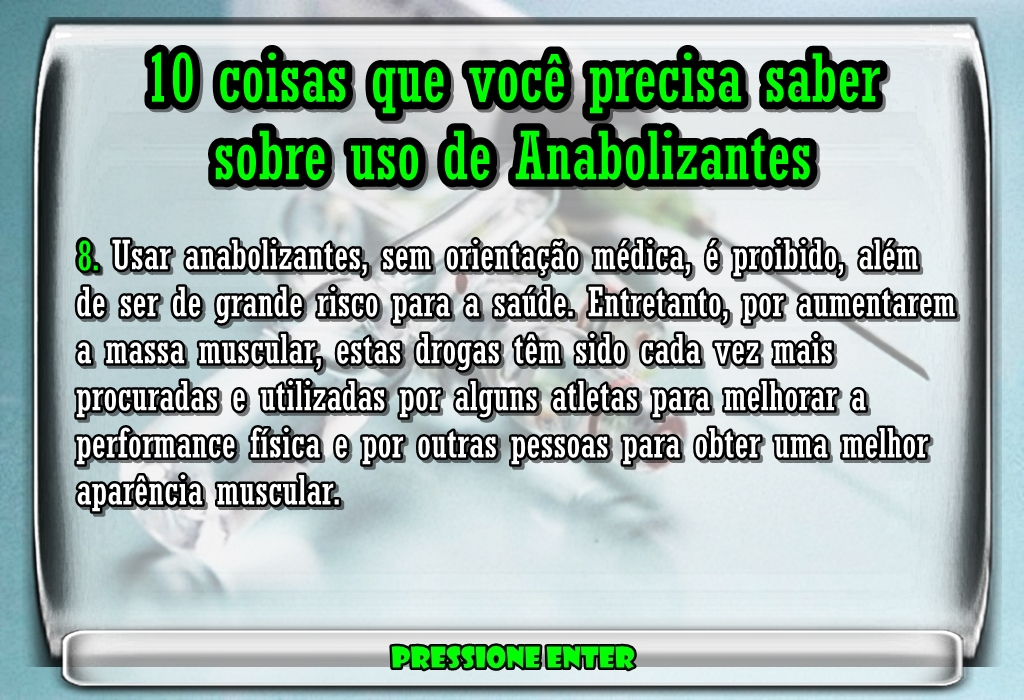 10 coisas que você precisa saber
sobre uso de Anabolizantes
8. Usar anabolizantes, sem orientação médica, é proibido, além
de ser de grande risco para a saúde. Entretanto, por aumentarem
a massa muscular, estas drogas têm sido cada vez mais
procuradas e utilizadas por alguns atletas para melhorar a
performance física e por outras pessoas para obter uma melhor
aparência muscular.
PRESSIONE ENTER